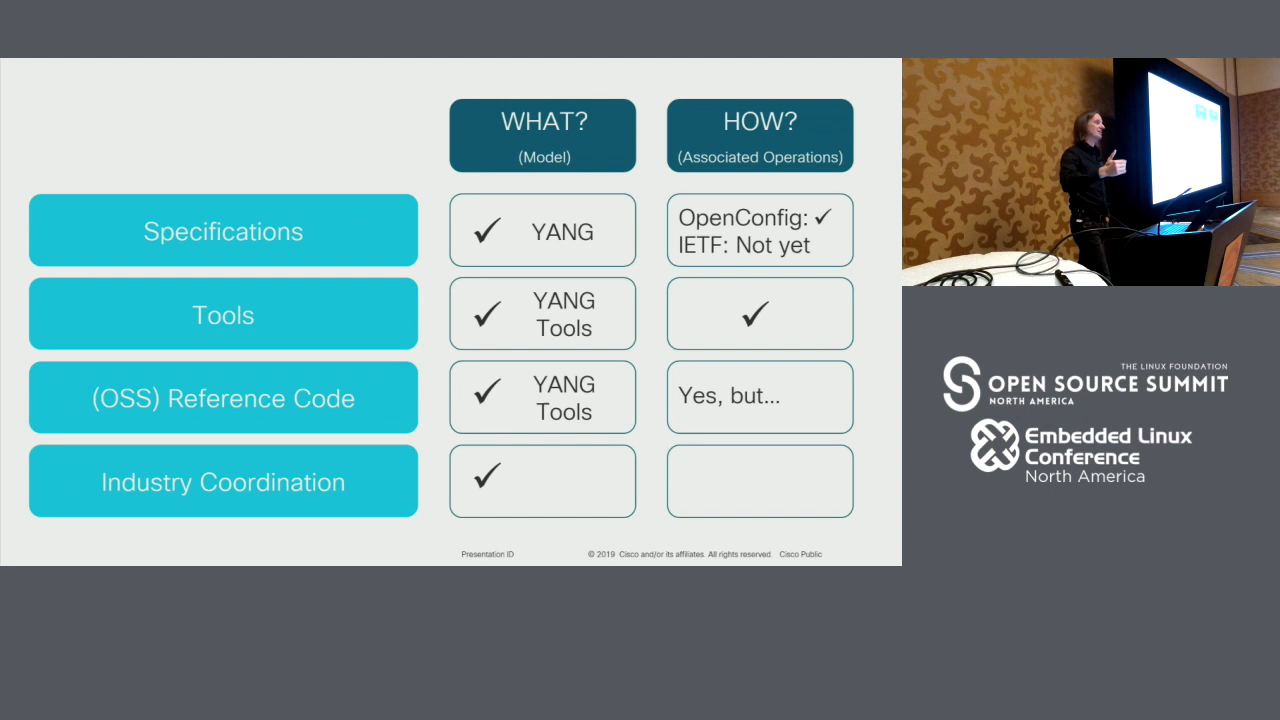 WHAT?
(Model)
HOW?
(Associated Operations)
Specifications
✓ YANG
OpenConfig: ✓
IETF: Not yet
Tools
✓ YANG
Tools
✓
(OSS) Reference Code
✓ YANG
Tools
Yes, but...
Industry Coordination
✓
Presentation ID
© 2019 Cisco and/or its affiliates. All rights reserved. Cisco Public
THE LINUX FOUNDATION
OPEN SOURCE SUMMIT
NORTH AMERICA
Embedded Linux
Conference
North America